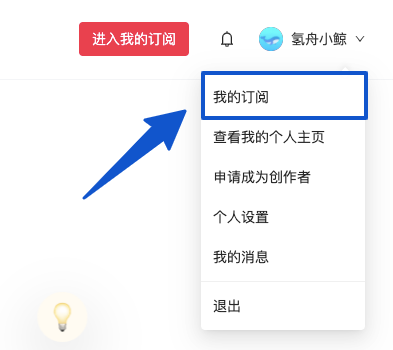 进入我的订阅
氢舟小鲸
我的订阅
查看我的个人主页
申请成为创作者
个人设置
我的消息
退出